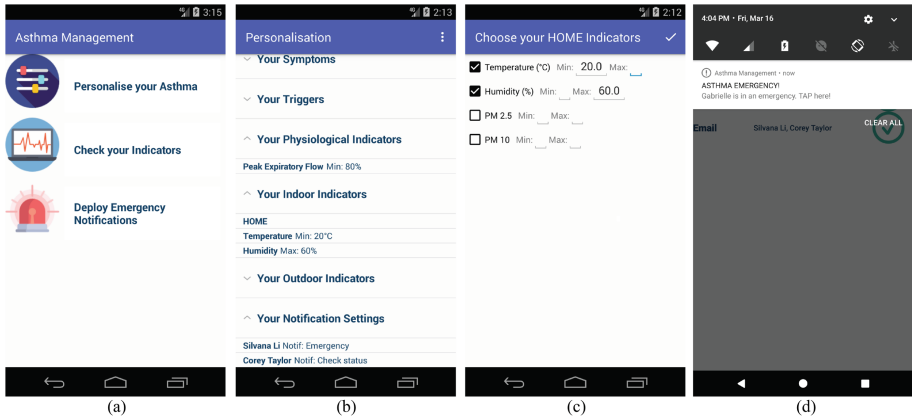 3:15
Asthma Management
Personalise your Asthma
Check your Indicators
Deploy Emergency
Notifications
(a)
2:13
Personalisation
Your Symptoms
Your Triggers
Your Physiological Indicators
Peak Expiratory Flow Min: 80%
Your Indoor Indicators
HOME
Temperature Min: 20°C
Humidity Max: 60%
Your Outdoor Indicators
Your Notification Settings
Silvana Li Notif: Emergency
Corey Taylor Notif: Check status
(b)
2:12
Choose your HOME Indicators
Temperature (°C) Min: 20.0 Max:
Humidity (%) Min: Max: 60.0
PM 2.5 Min: Max:
PM 10 Min: Max:
(c)
4:04 PM • Fri, Mar 16
Asthma Management • now
ASTHMA EMERGENCY!
Gabrielle is in an emergency. TAP here!
CLEAR ALL
Email Silvana Li, Corey Taylor
(d)